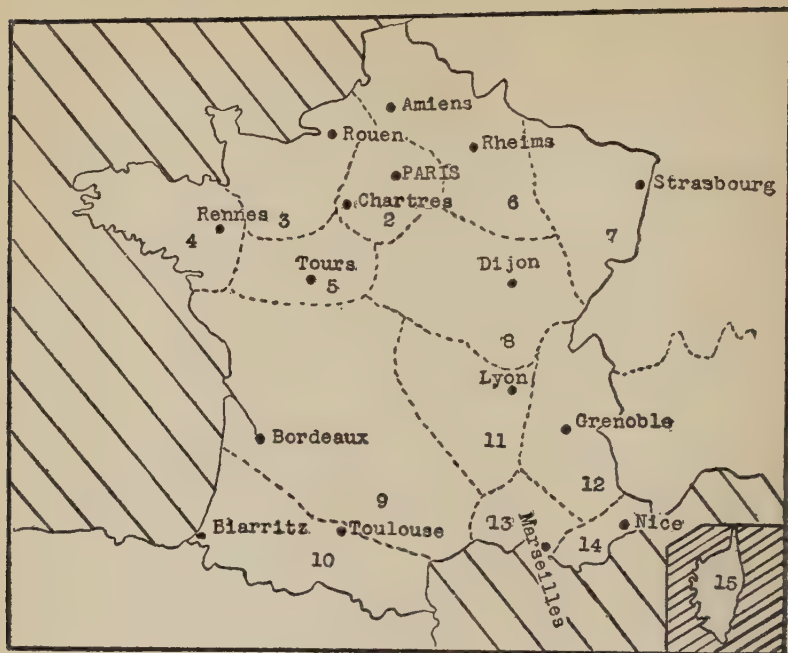 Amiens
Rouen
Rheims
PARIS
Strasbourg
Chartres
Rennes
3
2
6
4
7
Tours
Dijon
5
8
Lyon
Grenoble
Bordeaux
11
12
9
13
Marseilles
Nice
Biarritz
Toulouse
14
10
15